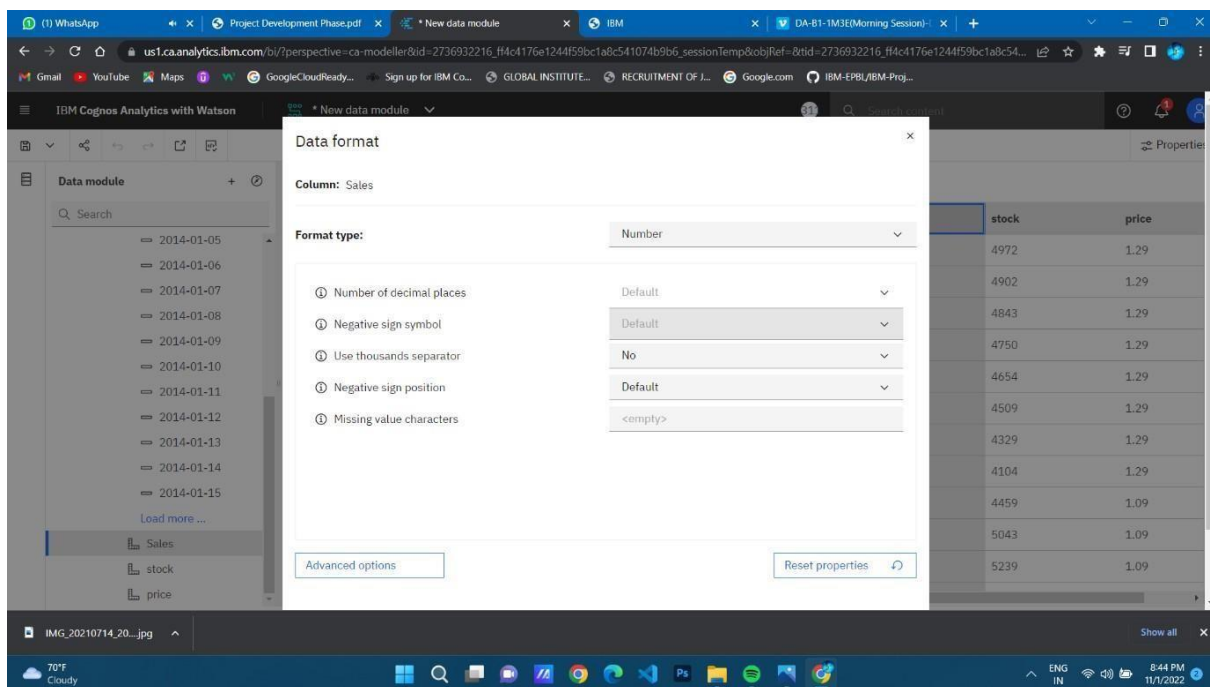 (1) WhatsApp
Project Development Phase.pdf
* New data module
IBM
DA-B1-1M3E(Morning Session)-
us1.ca.analytics.ibm.com/bi/?perspective=ca-modeller&id=2736932216_ff4c4176e1244f59bc1a8c541074b9b6_sessionTemp&objRef=&tid=2736932216_ff4c4176e1244f59bc1a8c54...
Gmail YouTube Maps GoogleCloudReady... Sign up for IBM Co... GLOBAL INSTITUTE... RECRUITMENT OF J... Google.com IBM-EPBL/IBM-Proj...
IBM Cognos Analytics with Watson
* New data module
Search content
Data module
Search
2014-01-05
2014-01-06
2014-01-07
2014-01-08
2014-01-09
2014-01-10
2014-01-11
2014-01-12
2014-01-13
2014-01-14
2014-01-15
Load more ...
Sales
stock
price
Data format
Column: Sales
Format type: Number
Number of decimal places Default
Negative sign symbol Default
Use thousands separator No
Negative sign position Default
Missing value characters <empty>
Advanced options
Reset properties
stock price
4972 1.29
4902 1.29
4843 1.29
4750 1.29
4654 1.29
4509 1.29
4329 1.29
4104 1.29
4459 1.09
5043 1.09
5239 1.09
IMG_20210714_20....jpg
Show all
70°F
Cloudy
ENG
IN
8:44 PM
11/1/2022
2